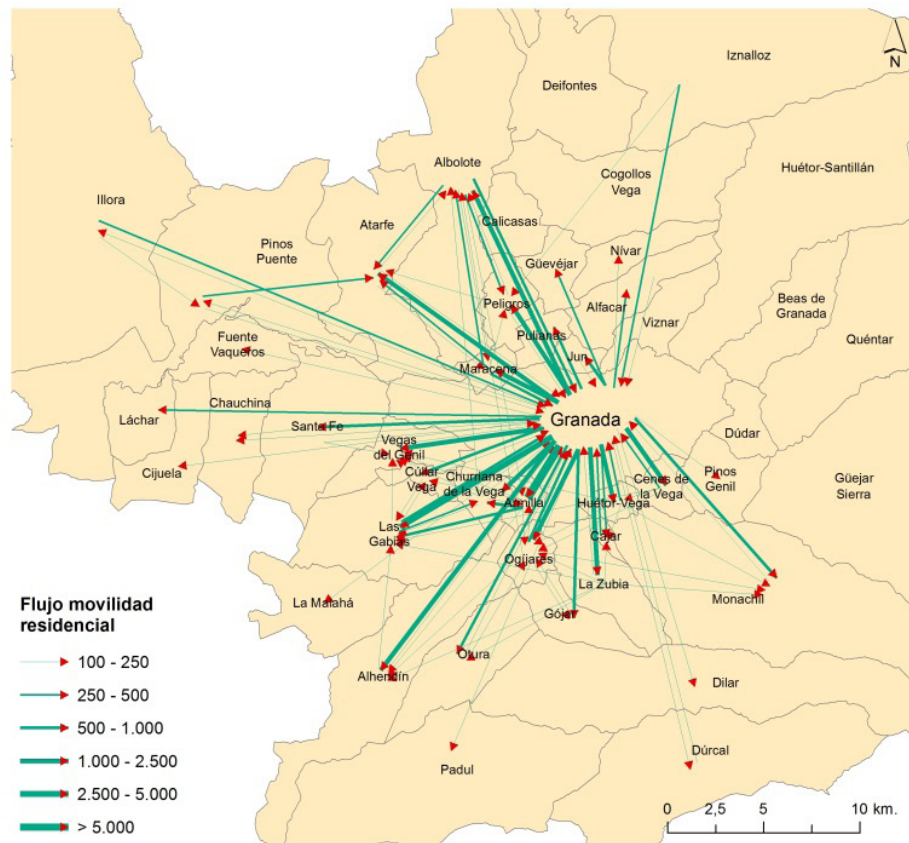 Iznalloz
N
Deifontes
Albolote
Cogollos
Vega
Huétor-Santillán
Illora
Calicasas
Atarfe
Pinos
Puente
Nívar
Güevéjar
Peligros
Alfacar
Beas de
Granada
Viznar
Pulianas
Fuente
Vaqueros
Quéntar
Jun
Maracena
Chauchina
Láchar
Santa Fe
Granada
Dúdar
Vegas
del Genil
Cijuela
Cúllar
Vega
Churriana
de la Vega
Armilla
Huétor-Vega
Cenes de
la Vega
Pinos
Genil
Güejar
Sierra
Las
Gabias
Cájar
Ogíjares
La Zubia
La Malahá
Monachil
Gójar
Otura
Alhendín
Dílar
Padul
Dúrcal
Flujo movilidad
residencial
100 - 250
250 - 500
500 - 1.000
1.000 - 2.500
2.500 - 5.000
> 5.000
0 2,5 5 10 km.